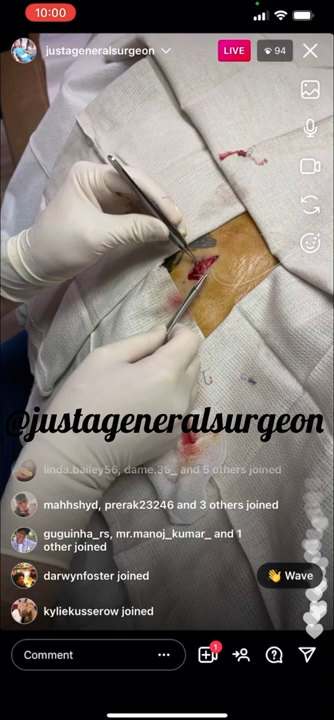 10:00
justageneralsurgeon
LIVE
94
@justageneralsurgeon
linda.bailey56, dame.36_ and 5 others joined
mahhshyd, prerak23246 and 3 others joined
guguinha_rs, mr.manoj_kumar_ and 1
other joined
darwynfoster joined
👋 Wave
kyliekusserow joined
Comment
1